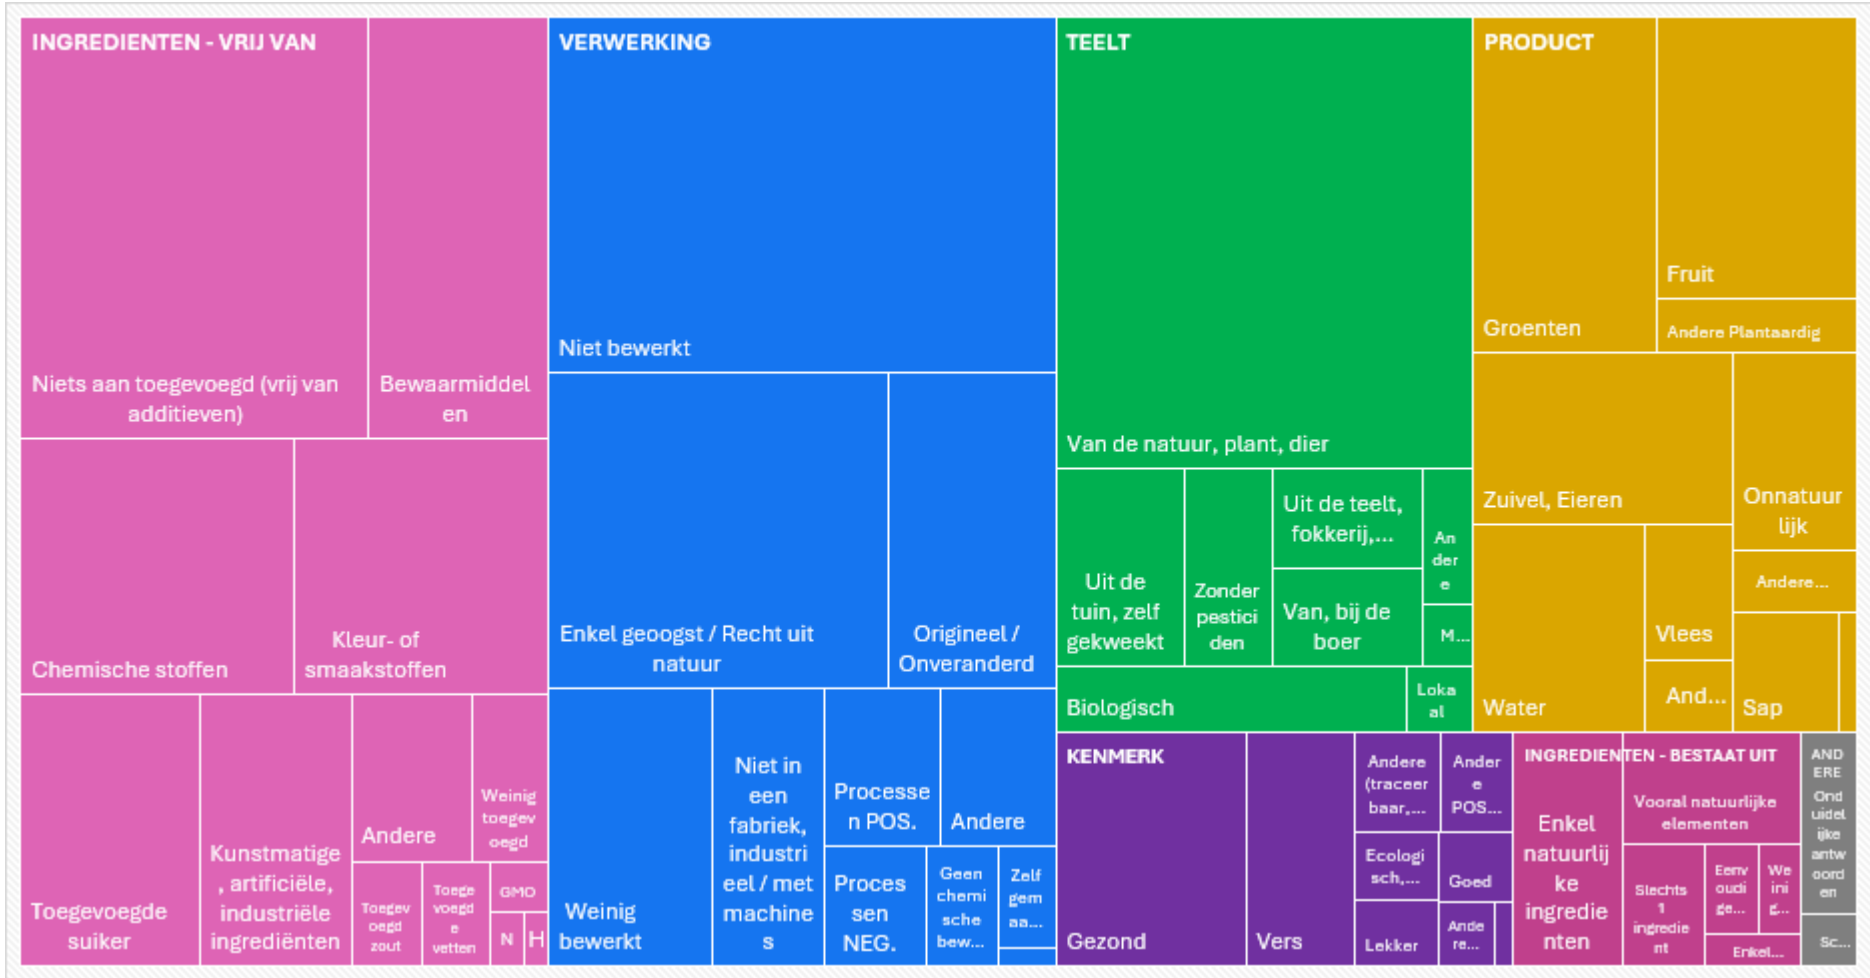 INGREDIENTEN - VRIJ VAN
Niets aan toegevoegd (vrij van
additieven)
Bewaarmiddel
en
Chemische stoffen
Kleur- of
smaakstoffen
Toegevoegde
suiker
Kunstmatige
, artificiële,
industriële
ingrediënten
Andere
Weinig
toegev
oegd
Toegev
oegd
zout
Toege
voegd
e
vetten
GMO
N
H
VERWERKING
Niet bewerkt
Enkel geoogst / Recht uit
natuur
Origineel /
Onveranderd
Weinig
bewerkt
Niet in
een
fabriek,
industri
eel / met
machine
s
Processe
n POS.
Andere
Proces
sen
NEG.
Geen
chemi
sche
bew...
Zelf
gem
aa...
TEELT
Van de natuur, plant, dier
Uit de
tuin, zelf
gekweekt
Zonder
pestici
den
Uit de teelt,
fokkerij,...
Van, bij de
boer
An
der
e
M...
Biologisch
Loka
al
PRODUCT
Groenten
Fruit
Andere Plantaardig
Zuivel, Eieren
Onnatuur
lijk
Andere...
Water
Vlees
And...
Sap
KENMERK
Gezond
Vers
Andere
(traceer
baar,...
Ander
e
POS...
Ecologi
sch,...
Goed
Lekker
Ande
re...
INGREDIENTEN - BESTAAT UIT
Enkel
natuurlij
ke
ingredie
nten
Vooral natuurlijke
elementen
Slechts
1
ingredie
nt
Eenv
oudi
ge...
We
ini
g...
Enkel...
AND
ERE
Ond
uidel
ijke
antw
oord
en
Sc...